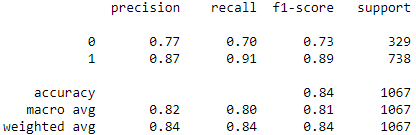 precision recall f1-score support
0 0.77 0.70 0.73 329
1 0.87 0.91 0.89 738
accuracy 0.84 1067
macro avg 0.82 0.80 0.81 1067
weighted avg 0.84 0.84 0.84 1067